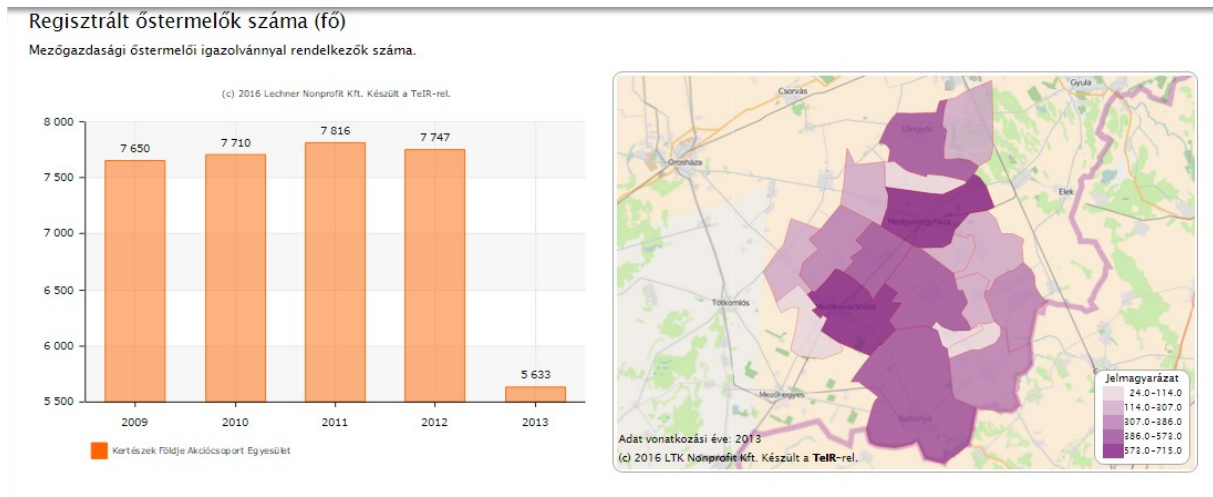 Regisztrált őstermelők száma (fő)
Mezőgazdasági őstermelői igazolvánnyal rendelkezők száma.
(c) 2016 Lechner Nonprofit Kft. Készült a TeIR-rel.
8 000
7 500
7 000
6 500
6 000
5 500
7 650
7 710
7 816
7 747
5 633
2009
2010
2011
2012
2013
Kertészek Földje Akciócsoport Egyesület
Csorvás
Gyula
Orosháza
Elek
Medgyesegyháza
Tótkomlós
Mezőkovácsháza
Mezőhegyes
Battonya
Jelmagyarázat
24.0-114.0
114.0-307.0
307.0-386.0
386.0-573.0
573.0-715.0
Adat vonatkozási éve: 2013
(c) 2016 LTK Nonprofit Kft. Készült a TeIR-rel.